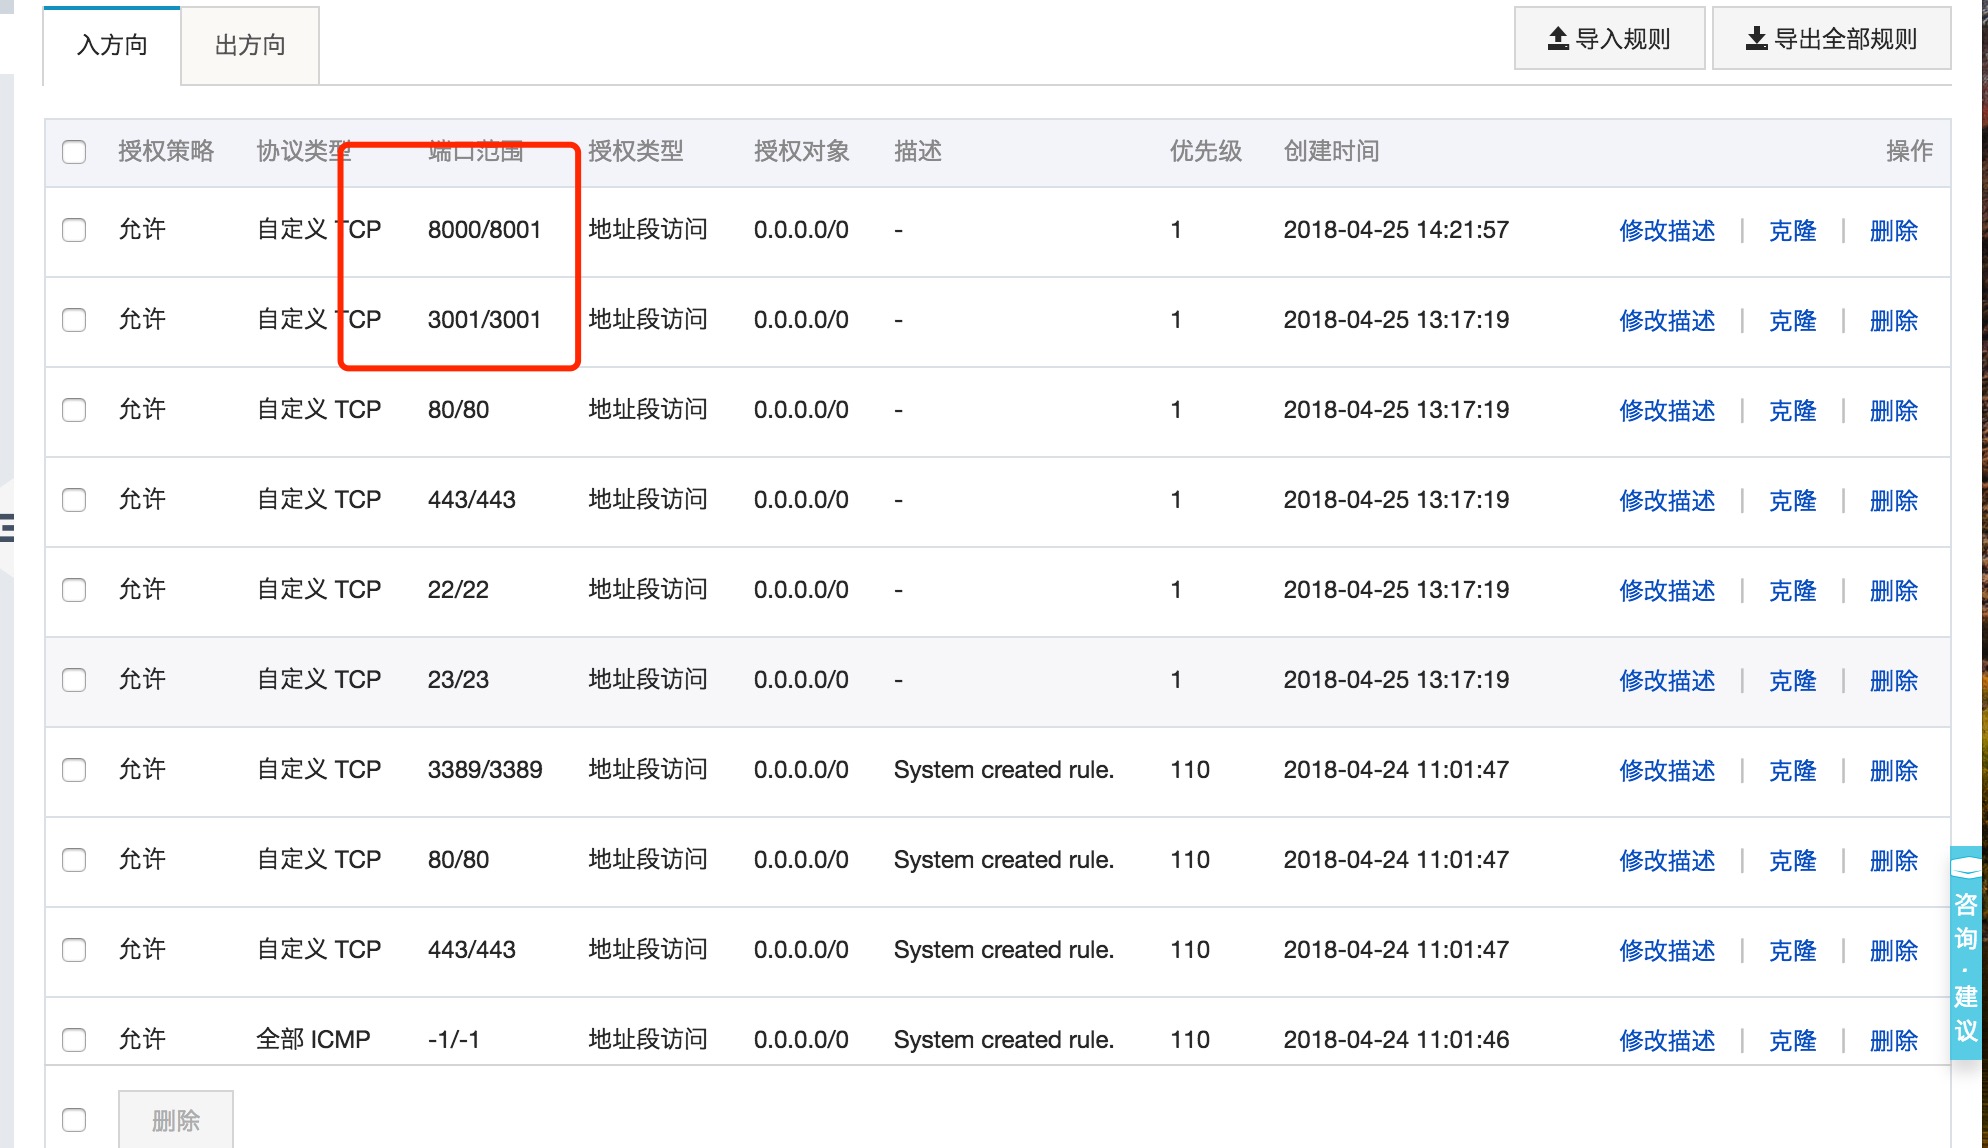 入方向 出方向 导入规则 导出全部规则
授权策略 协议类型 端口范围 授权类型 授权对象 描述 优先级 创建时间 操作
允许 自定义 TCP 8000/8001 地址段访问 0.0.0.0/0 - 1 2018-04-25 14:21:57 修改描述 | 克隆 | 删除
允许 自定义 TCP 3001/3001 地址段访问 0.0.0.0/0 - 1 2018-04-25 13:17:19 修改描述 | 克隆 | 删除
允许 自定义 TCP 80/80 地址段访问 0.0.0.0/0 - 1 2018-04-25 13:17:19 修改描述 | 克隆 | 删除
允许 自定义 TCP 443/443 地址段访问 0.0.0.0/0 - 1 2018-04-25 13:17:19 修改描述 | 克隆 | 删除
允许 自定义 TCP 22/22 地址段访问 0.0.0.0/0 - 1 2018-04-25 13:17:19 修改描述 | 克隆 | 删除
允许 自定义 TCP 23/23 地址段访问 0.0.0.0/0 - 1 2018-04-25 13:17:19 修改描述 | 克隆 | 删除
允许 自定义 TCP 3389/3389 地址段访问 0.0.0.0/0 System created rule. 110 2018-04-24 11:01:47 修改描述 | 克隆 | 删除
允许 自定义 TCP 80/80 地址段访问 0.0.0.0/0 System created rule. 110 2018-04-24 11:01:47 修改描述 | 克隆 | 删除
允许 自定义 TCP 443/443 地址段访问 0.0.0.0/0 System created rule. 110 2018-04-24 11:01:47 修改描述 | 克隆 | 删除
允许 全部 ICMP -1/-1 地址段访问 0.0.0.0/0 System created rule. 110 2018-04-24 11:01:46 修改描述 | 克隆 | 删除
删除
咨询·建议